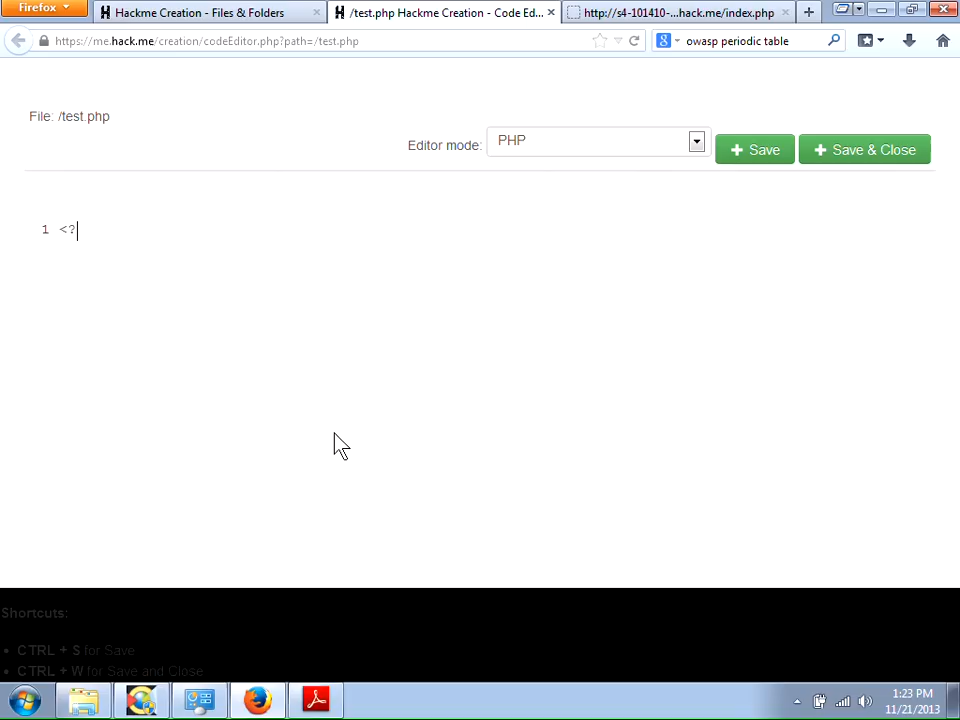 Firefox
Hackme Creation - Files & Folders
/test.php Hackme Creation - Code Ed...
http://s4-101410-...hack.me/index.php
https://me.hack.me/creation/codeEditor.php?path=/test.php
owasp periodic table
File: /test.php
Editor mode: PHP
Save
Save & Close
1 <?
Shortcuts:
CTRL + S for Save
CTRL + W for Save and Close
1:23 PM
11/21/2013